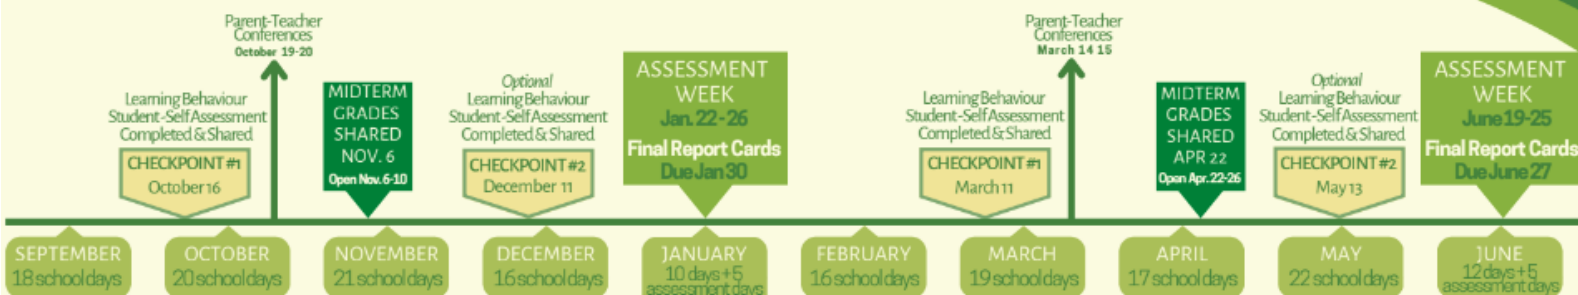 Parent-Teacher
Conferences
October 19-20
Learning Behaviour
Student-Self Assessment
Completed & Shared
CHECKPOINT #1
October 16
MIDTERM
GRADES
SHARED
NOV. 6
Open Nov. 6-10
Optional
Learning Behaviour
Student-Self Assessment
Completed & Shared
CHECKPOINT #2
December 11
ASSESSMENT
WEEK
Jan. 22 - 26
Final Report Cards
Due Jan 30
Parent-Teacher
Conferences
March 14 15
Learning Behaviour
Student-Self Assessment
Completed & Shared
CHECKPOINT #1
March 11
MIDTERM
GRADES
SHARED
APR 22
Open Apr. 22-26
Optional
Learning Behaviour
Student-Self Assessment
Completed & Shared
CHECKPOINT #2
May 13
ASSESSMENT
WEEK
June 19-25
Final Report Cards
Due June 27
SEPTEMBER
18 school days
OCTOBER
20 school days
NOVEMBER
21 school days
DECEMBER
16 school days
JANUARY
10 days + 5
assessment days
FEBRUARY
16 school days
MARCH
19 school days
APRIL
17 school days
MAY
22 school days
JUNE
12 days + 5
assessment days